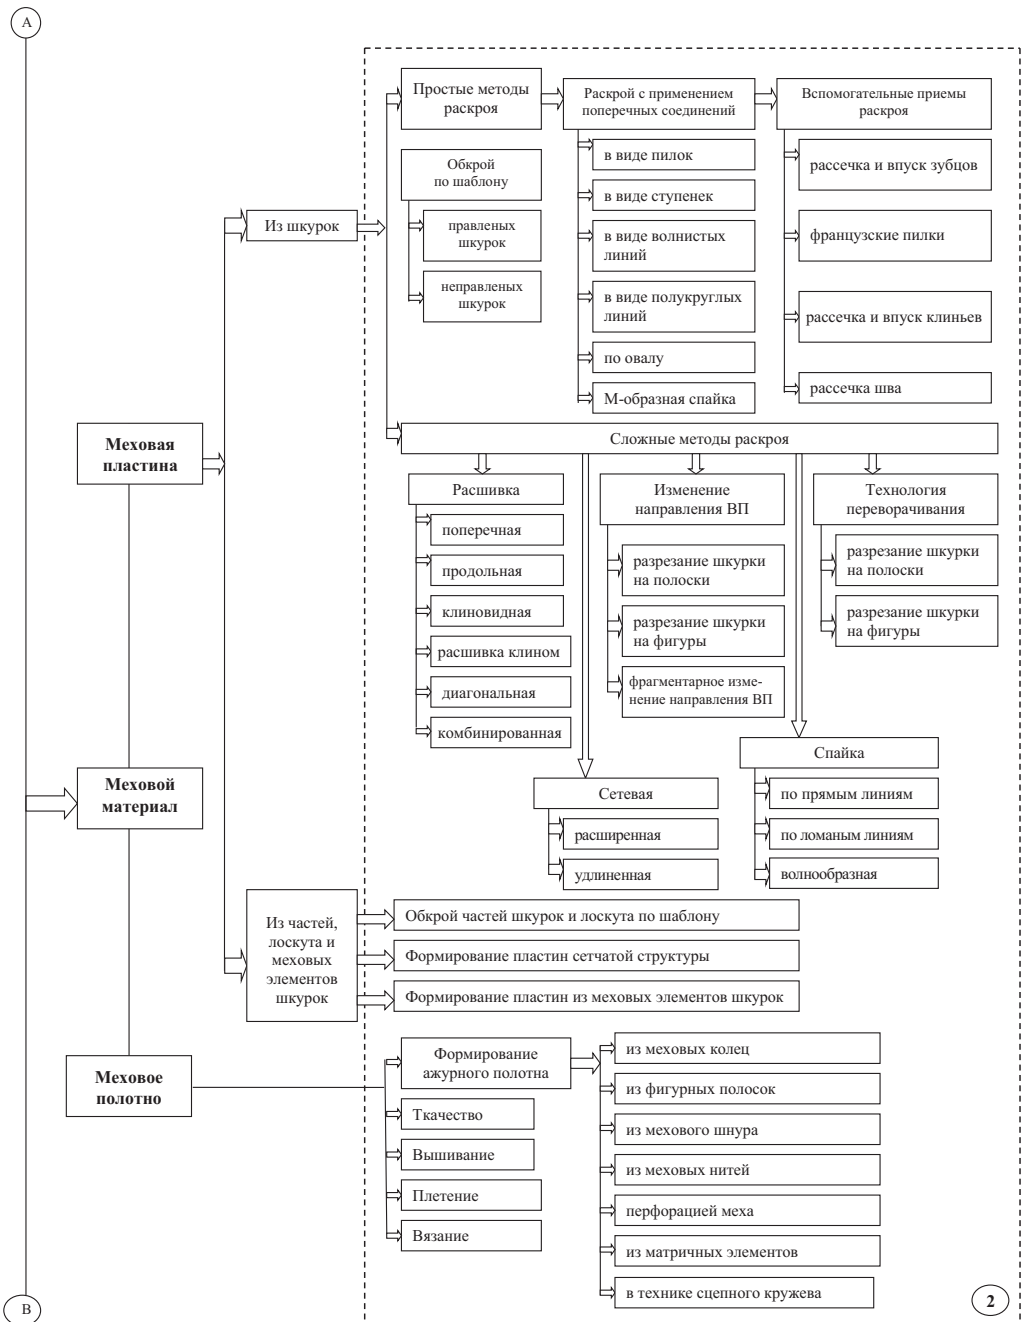 А
Простые методы
раскроя
Раскрой с применением
поперечных соединений
Вспомогательные приемы
раскроя
Обкрой
по шаблону
правленых
шкурок
неправленых
шкурок
в виде пилок
в виде ступенек
в виде волнистых
линий
в виде полукруглых
линий
по овалу
М-образная спайка
рассечка и впуск зубцов
французские пилки
рассечка и впуск клиньев
рассечка шва
Из шкурок
Меховая
пластина
Сложные методы раскроя
Расшивка
поперечная
продольная
клиновидная
расшивка клином
диагональная
комбинированная
Изменение
направления ВП
разрезание шкурки
на полоски
разрезание шкурки
на фигуры
фрагментарное изме-
нение направления ВП
Технология
переворачивания
разрезание шкурки
на полоски
разрезание шкурки
на фигуры
Сетевая
расширенная
удлиненная
Спайка
по прямым линиям
по ломаным линиям
волнообразная
Меховой
материал
Из частей,
лоскута и
меховых
элементов
шкурок
Обкрой частей шкурок и лоскута по шаблону
Формирование пластин сетчатой структуры
Формирование пластин из меховых элементов шкурок
Меховое
полотно
Формирование
ажурного полотна
Ткачество
Вышивание
Плетение
Вязание
из меховых колец
из фигурных полосок
из мехового шнура
из меховых нитей
перфорацией меха
из матричных элементов
в технике сцепного кружева
В
2